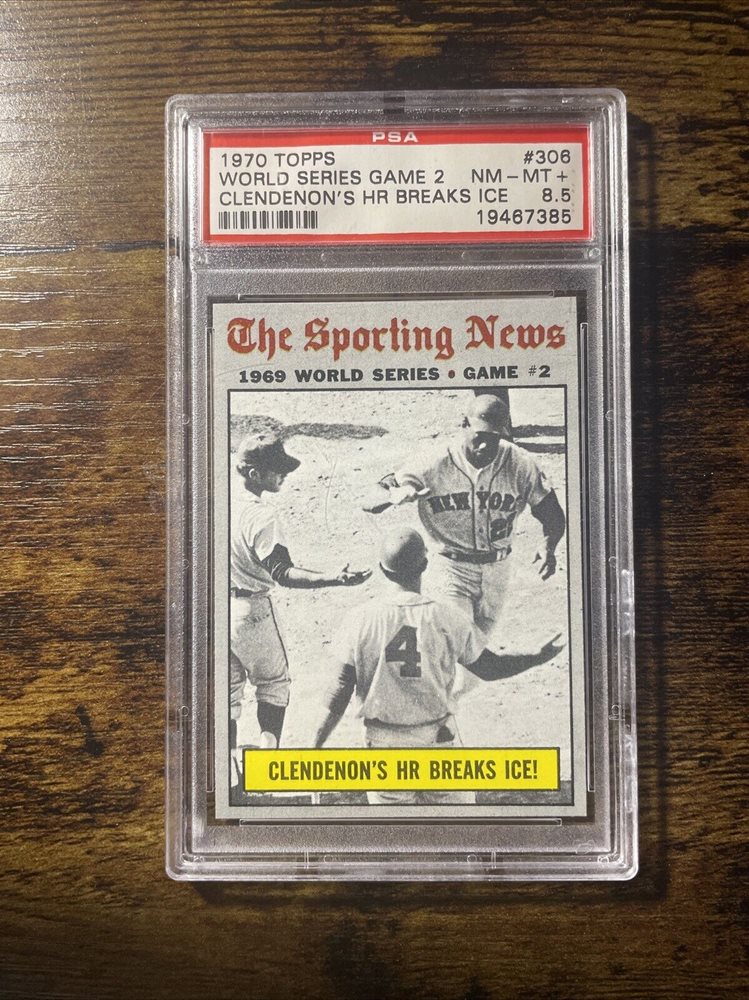 PSA
1970 TOPPS #306
WORLD SERIES GAME 2 NM - MT +
CLENDENON'S HR BREAKS ICE 8.5
19467385
The Sporting News
1969 WORLD SERIES • GAME #2
NEW YORK
22
4
CLENDENON'S HR BREAKS ICE!